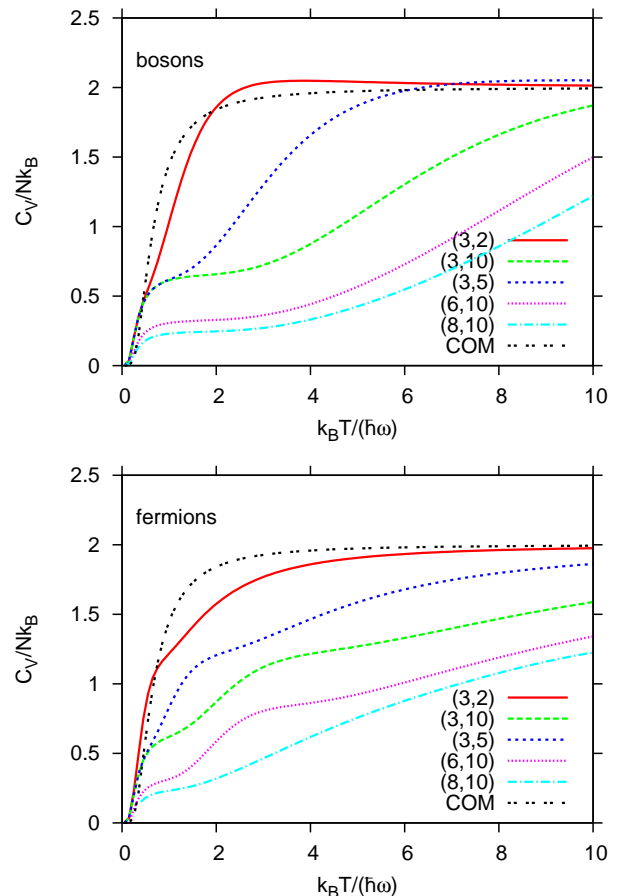 2.5
bosons
2
1.5
C_V/Nk_B
1
(3,2)
(3,10)
0.5
(3,5)
(6,10)
(8,10)
COM
0
0 2 4 6 8 10
k_BT/(ħω)
2.5
fermions
2
1.5
C_V/Nk_B
1
(3,2)
(3,10)
0.5
(3,5)
(6,10)
(8,10)
COM
0
0 2 4 6 8 10
k_BT/(ħω)